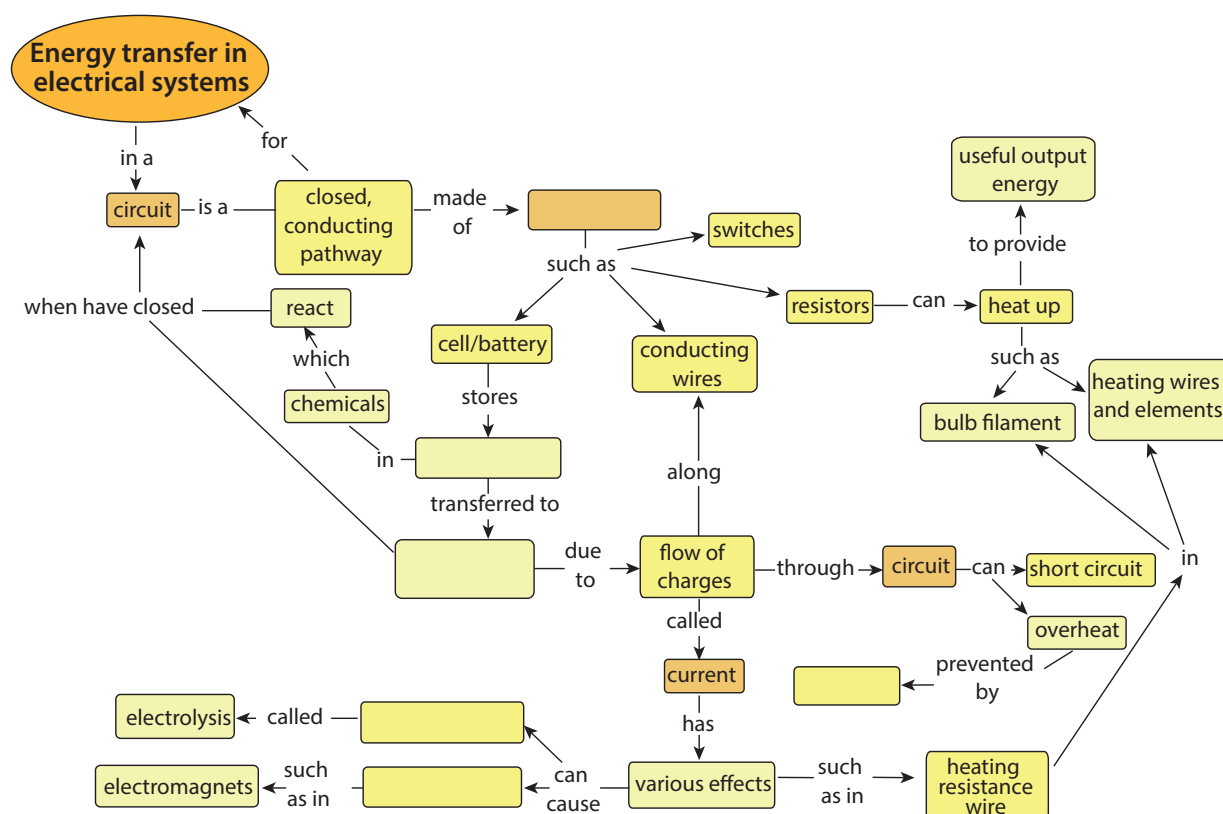 Energy transfer in
electrical systems
for
in a
circuit
is a
closed,
conducting
pathway
made
of
such as
switches
useful output
energy
to provide
when have closed
react
which
chemicals
in
cell/battery
stores
transferred to
conducting
wires
resistors
can
heat up
such as
bulb filament
heating wires
and elements
along
due
to
flow of
charges
through
circuit
can
short circuit
in
overheat
prevented
by
called
current
has
electrolysis
called
electromagnets
such
as in
can
cause
various effects
such
as in
heating
resistance
wire